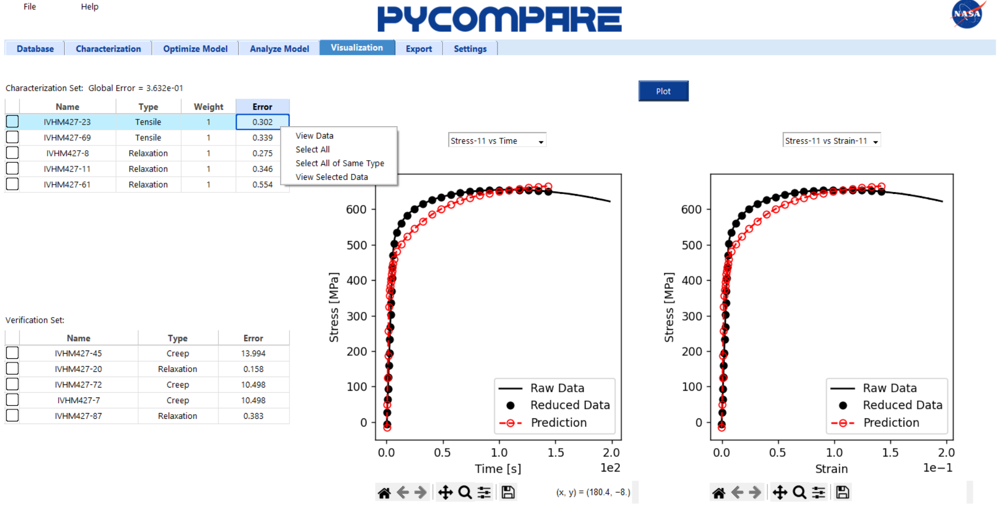 File Help
PYCOMPARE
NASA
Database Characterization Optimize Model Analyze Model Visualization Export Settings
Characterization Set: Global Error = 3.632e-01
Name Type Weight Error
IVHM427-23 Tensile 1 0.302
IVHM427-69 Tensile 1 0.339
IVHM427-8 Relaxation 1 0.275
IVHM427-11 Relaxation 1 0.346
IVHM427-61 Relaxation 1 0.554
View Data
Select All
Select All of Same Type
View Selected Data
Verification Set:
Name Type Error
IVHM427-45 Creep 13.994
IVHM427-20 Relaxation 0.158
IVHM427-72 Creep 10.498
IVHM427-7 Creep 10.498
IVHM427-87 Relaxation 0.383
Plot
Stress-11 vs Time
600
500
400
300
200
100
0
Stress [MPa]
Raw Data
Reduced Data
Prediction
0.0 0.5 1.0 1.5 2.0
Time [s] 1e2
(x, y) = (180.4, −8.)
Stress-11 vs Strain-11
600
500
400
300
200
100
0
Stress [MPa]
Raw Data
Reduced Data
Prediction
0.0 0.5 1.0 1.5 2.0
Strain 1e−1